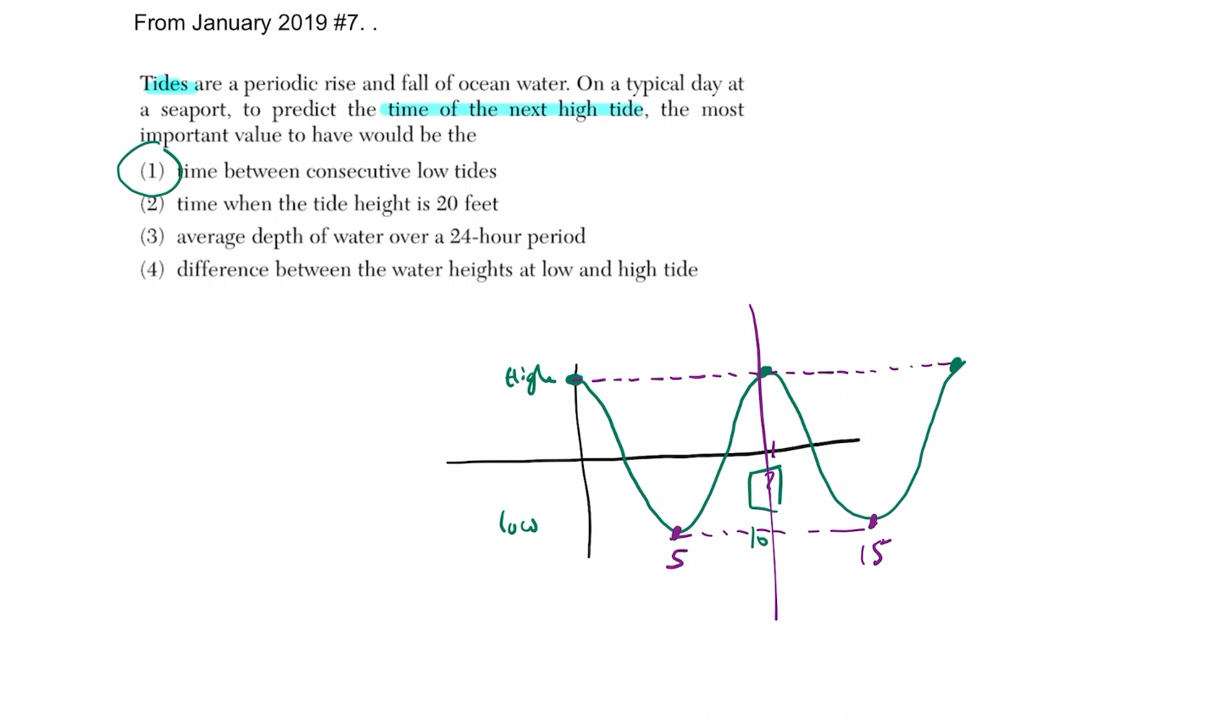 From January 2019 #7. .
Tides are a periodic rise and fall of ocean water. On a typical day at
a seaport, to predict the time of the next high tide, the most
important value to have would be the
(1) time between consecutive low tides
(2) time when the tide height is 20 feet
(3) average depth of water over a 24-hour period
(4) difference between the water heights at low and high tide
High
?
low
10
5
15